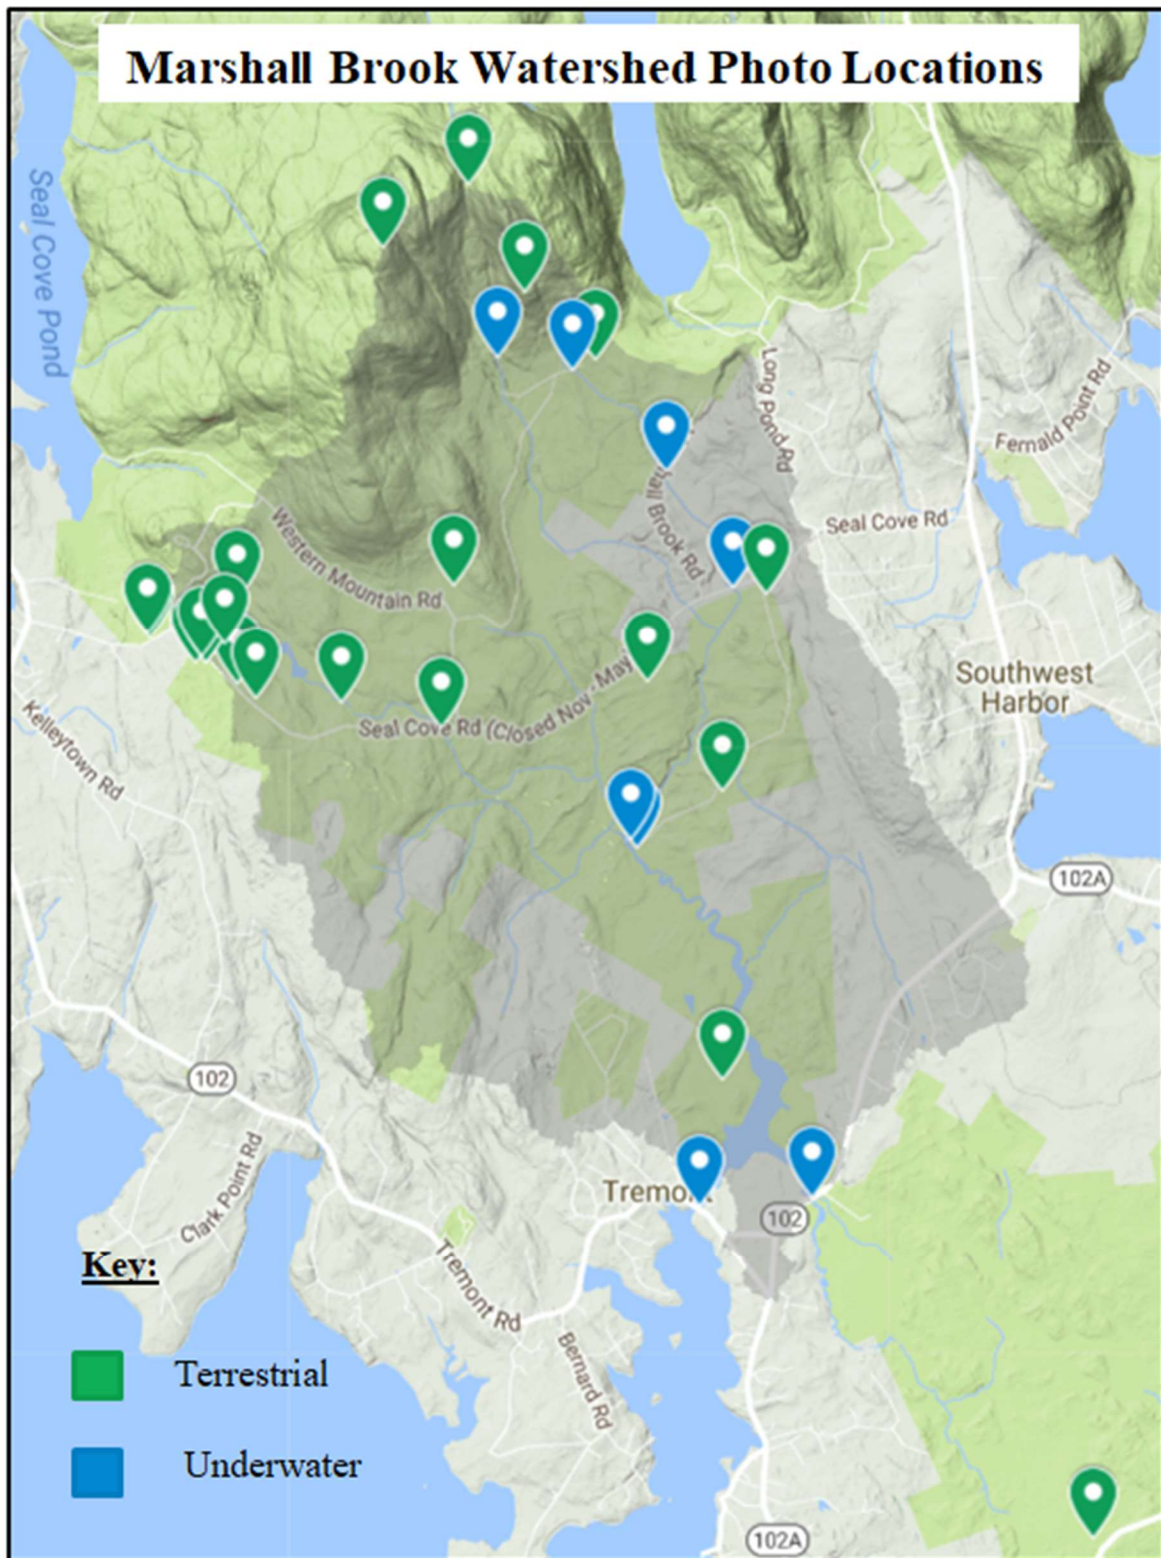 Marshall Brook Watershed Photo Locations
Seal Cove Pond
Long Pond Rd
Fernald Point Rd
Seal Cove Rd
Brook Rd
Western Mountain Rd
Southwest
Harbor
Seal Cove Rd (Closed Nov - May)
Kelleytown Rd
102A
102
Clark Point Rd
Tremont
102
Key:
Tremont Rd
Bernard Rd
Terrestrial
Underwater
102A